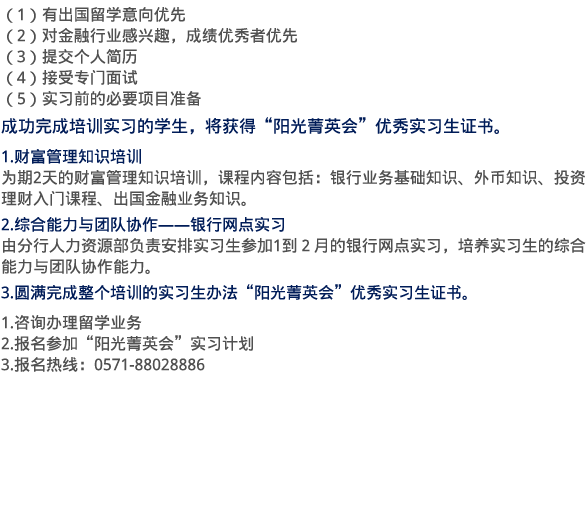 （1）有出国留学意向优先
（2）对金融行业感兴趣，成绩优秀者优先
（3）提交个人简历
（4）接受专门面试
（5）实习前的必要项目准备
成功完成培训实习的学生，将获得“阳光菁英会”优秀实习生证书。
1.财富管理知识培训
为期2天的财富管理知识培训，课程内容包括：银行业务基础知识、外币知识、投资
理财入门课程、出国金融业务知识。
2.综合能力与团队协作——银行网点实习
由分行人力资源部负责安排实习生参加1到 2 月的银行网点实习，培养实习生的综合
能力与团队协作能力。
3.圆满完成整个培训的实习生办法“阳光菁英会”优秀实习生证书。
1.咨询办理留学业务
2.报名参加“阳光菁英会”实习计划
3.报名热线：0571-88028886